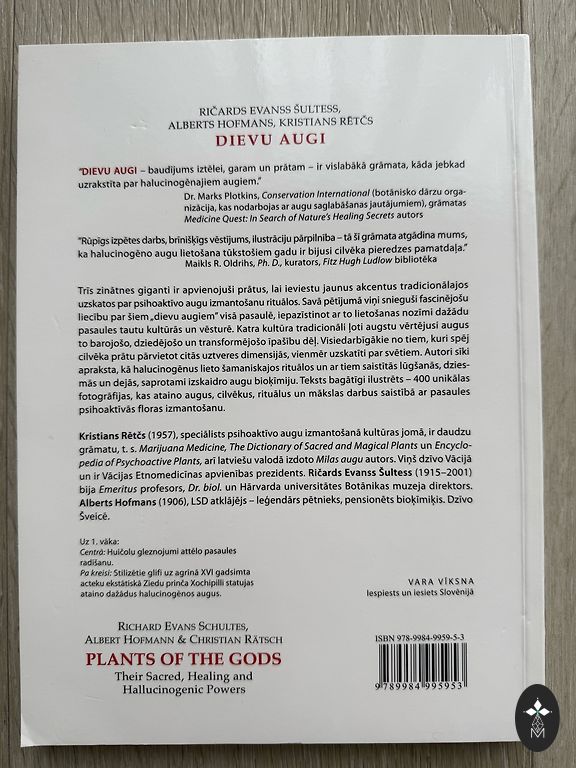 RIČARDS EVANSS ŠULTESS,
ALBERTS HOFMANS, KRISTIANS RĒTČS
DIEVU AUGI
"DIEVU AUGI – baudījums iztēlei, garam un prātam – ir vislabākā grāmata, kāda jebkad
uzrakstīta par halucinogēnajiem augiem."
Dr. Marks Plotkins, Conservation International (botānisko dārzu orga-
nizācija, kas nodarbojas ar augu saglabāšanas jautājumiem), grāmatas
Medicine Quest: In Search of Nature's Healing Secrets autors
"Rūpīgs izpētes darbs, brīnišķīgs vēstījums, ilustrāciju pārpilnība – tā šī grāmata atgādina mums,
ka halucinogēno augu lietošana tūkstošiem gadu ir bijusi cilvēka pieredzes pamatdaļa."
Maikls R. Oldrihs, Ph. D., kurators, Fitz Hugh Ludlow bibliotēka
Trīs zinātnes giganti ir apvienojuši prātus, lai ieviestu jaunus akcentus tradicionālajos
uzskatos par psihoaktīvo augu izmantošanu rituālos. Savā pētījumā viņi snieguši fascinējošu
liecību par šiem „dievu augiem" visā pasaulē, iepazīstinot ar to lietošanas nozīmi dažādu
pasaules tautu kultūrās un vēsturē. Katra kultūra tradicionāli ļoti augstu vērtējusi augus
to barojošo, dziedējošo un transformējošo īpašību dēļ. Visiedarbīgākie no tiem, kuri spēj
cilvēka prātu pārvietot citās uztveres dimensijās, vienmēr uzskatīti par svētiem. Autori sīki
apraksta, kā halucinogēnus lieto šamaniskajos rituālos un ar tiem saistītās lūgšanās, dzies-
mās un dejās, saprotami izskaidro augu bioķīmiju. Teksts bagātīgi ilustrēts – 400 unikālas
fotogrāfijas, kas ataino augus, cilvēkus, rituālus un mākslas darbus saistībā ar pasaules
psihoaktīvās floras izmantošanu.
Kristians Rētčs (1957), speciālists psihoaktīvo augu izmantošanā kultūras jomā, ir daudzu
grāmatu, t. s. Marijuana Medicine, The Dictionary of Sacred and Magical Plants un Encyclo-
pedia of Psychoactive Plants, arī latviešu valodā izdoto Mīlas augu autors. Viņš dzīvo Vācijā
un ir Vācijas Etnomedicīnas apvienības prezidents. Ričards Evanss Šultess (1915–2001)
bija Emeritus profesors, Dr. biol. un Hārvarda universitātes Botānikas muzeja direktors.
Alberts Hofmans (1906), LSD atklājējs – leģendārs pētnieks, pensionēts bioķīmiķis. Dzīvo
Šveicē.
Uz 1. vāka:
Centrā: Huičolu gleznojumi attēlo pasaules
radīšanu.
Pa kreisi: Stilizētie glifi uz agrīnā XVI gadsimta
acteku ekstātiskā Ziedu prinča Xochipilli statujas
ataino dažādus halucinogēnos augus.
VARA VĪKSNA
Iespiests un iesiets Slovēnijā
RICHARD EVANS SCHULTES,
ALBERT HOFMANN & CHRISTIAN RÄTSCH
PLANTS OF THE GODS
Their Sacred, Healing and
Hallucinogenic Powers
ISBN 978-9984-9959-5-3
9 789984 995953
M